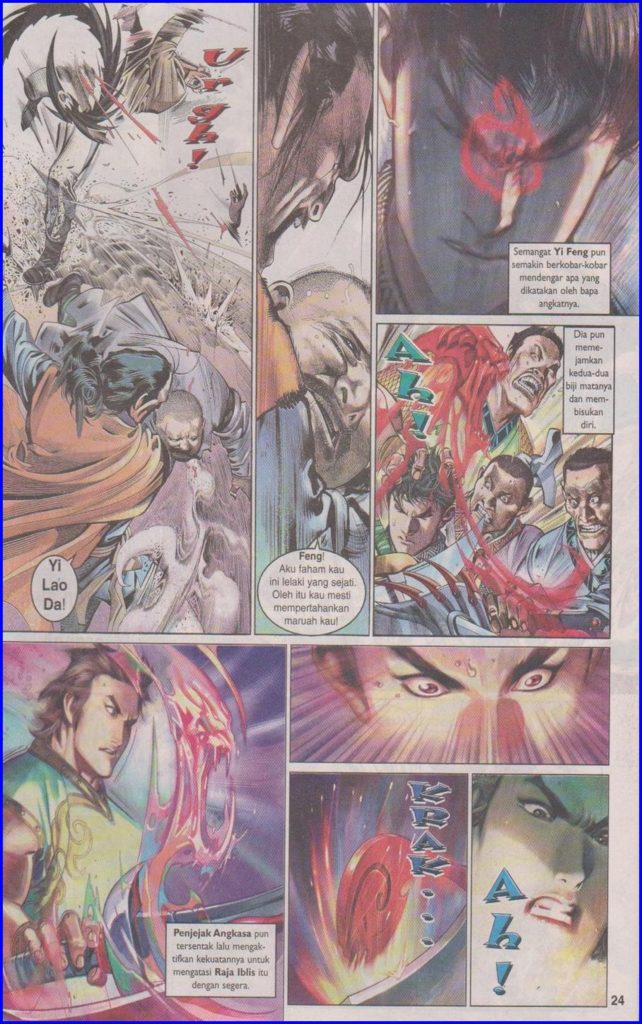 Urgh!
Yi
Lao
Da!
Feng!
Aku faham kau
ini lelaki yang sejati.
Oleh itu kau mesti
mempertahankan
maruah kau!
Semangat Yi Feng pun
semakin berkobar-kobar
mendengar apa yang
dikatakan oleh bapa
angkatnya.
Ah!
Dia pun
meme-
jamkan
kedua-dua
biji matanya
dan mem-
bisukan
diri.
Penjejak Angkasa pun
tersentak lalu mengak-
tifkan kekuatannya untuk
mengatasi Raja Iblis itu
dengan segera.
KRAK...
Ah!
24